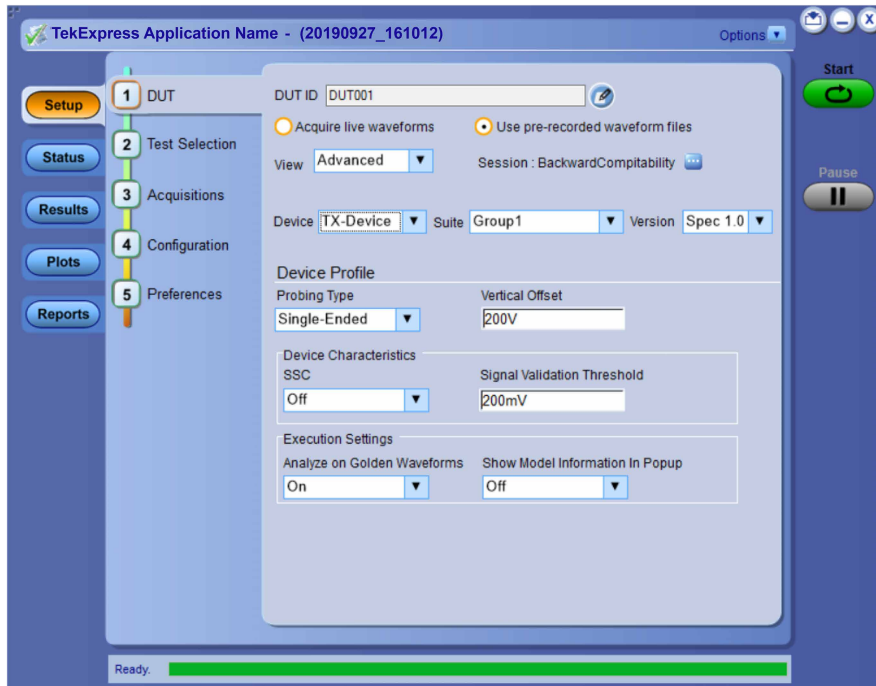 TekExpress Application Name - (20190927_161012)
Options
Start
Pause
Setup
Status
Results
Plots
Reports
1 DUT
2 Test Selection
3 Acquisitions
4 Configuration
5 Preferences
DUT ID DUT001
Acquire live waveforms Use pre-recorded waveform files
View Advanced Session : BackwardCompitability
Device TX-Device Suite Group1 Version Spec 1.0
Device Profile
Probing Type Vertical Offset
Single-Ended 200V
Device Characteristics
SSC Signal Validation Threshold
Off 200mV
Execution Settings
Analyze on Golden Waveforms Show Model Information In Popup
On Off
Ready.